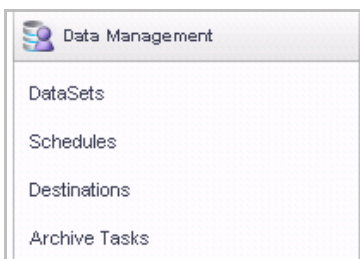 Data Management
DataSets
Schedules
Destinations
Archive Tasks